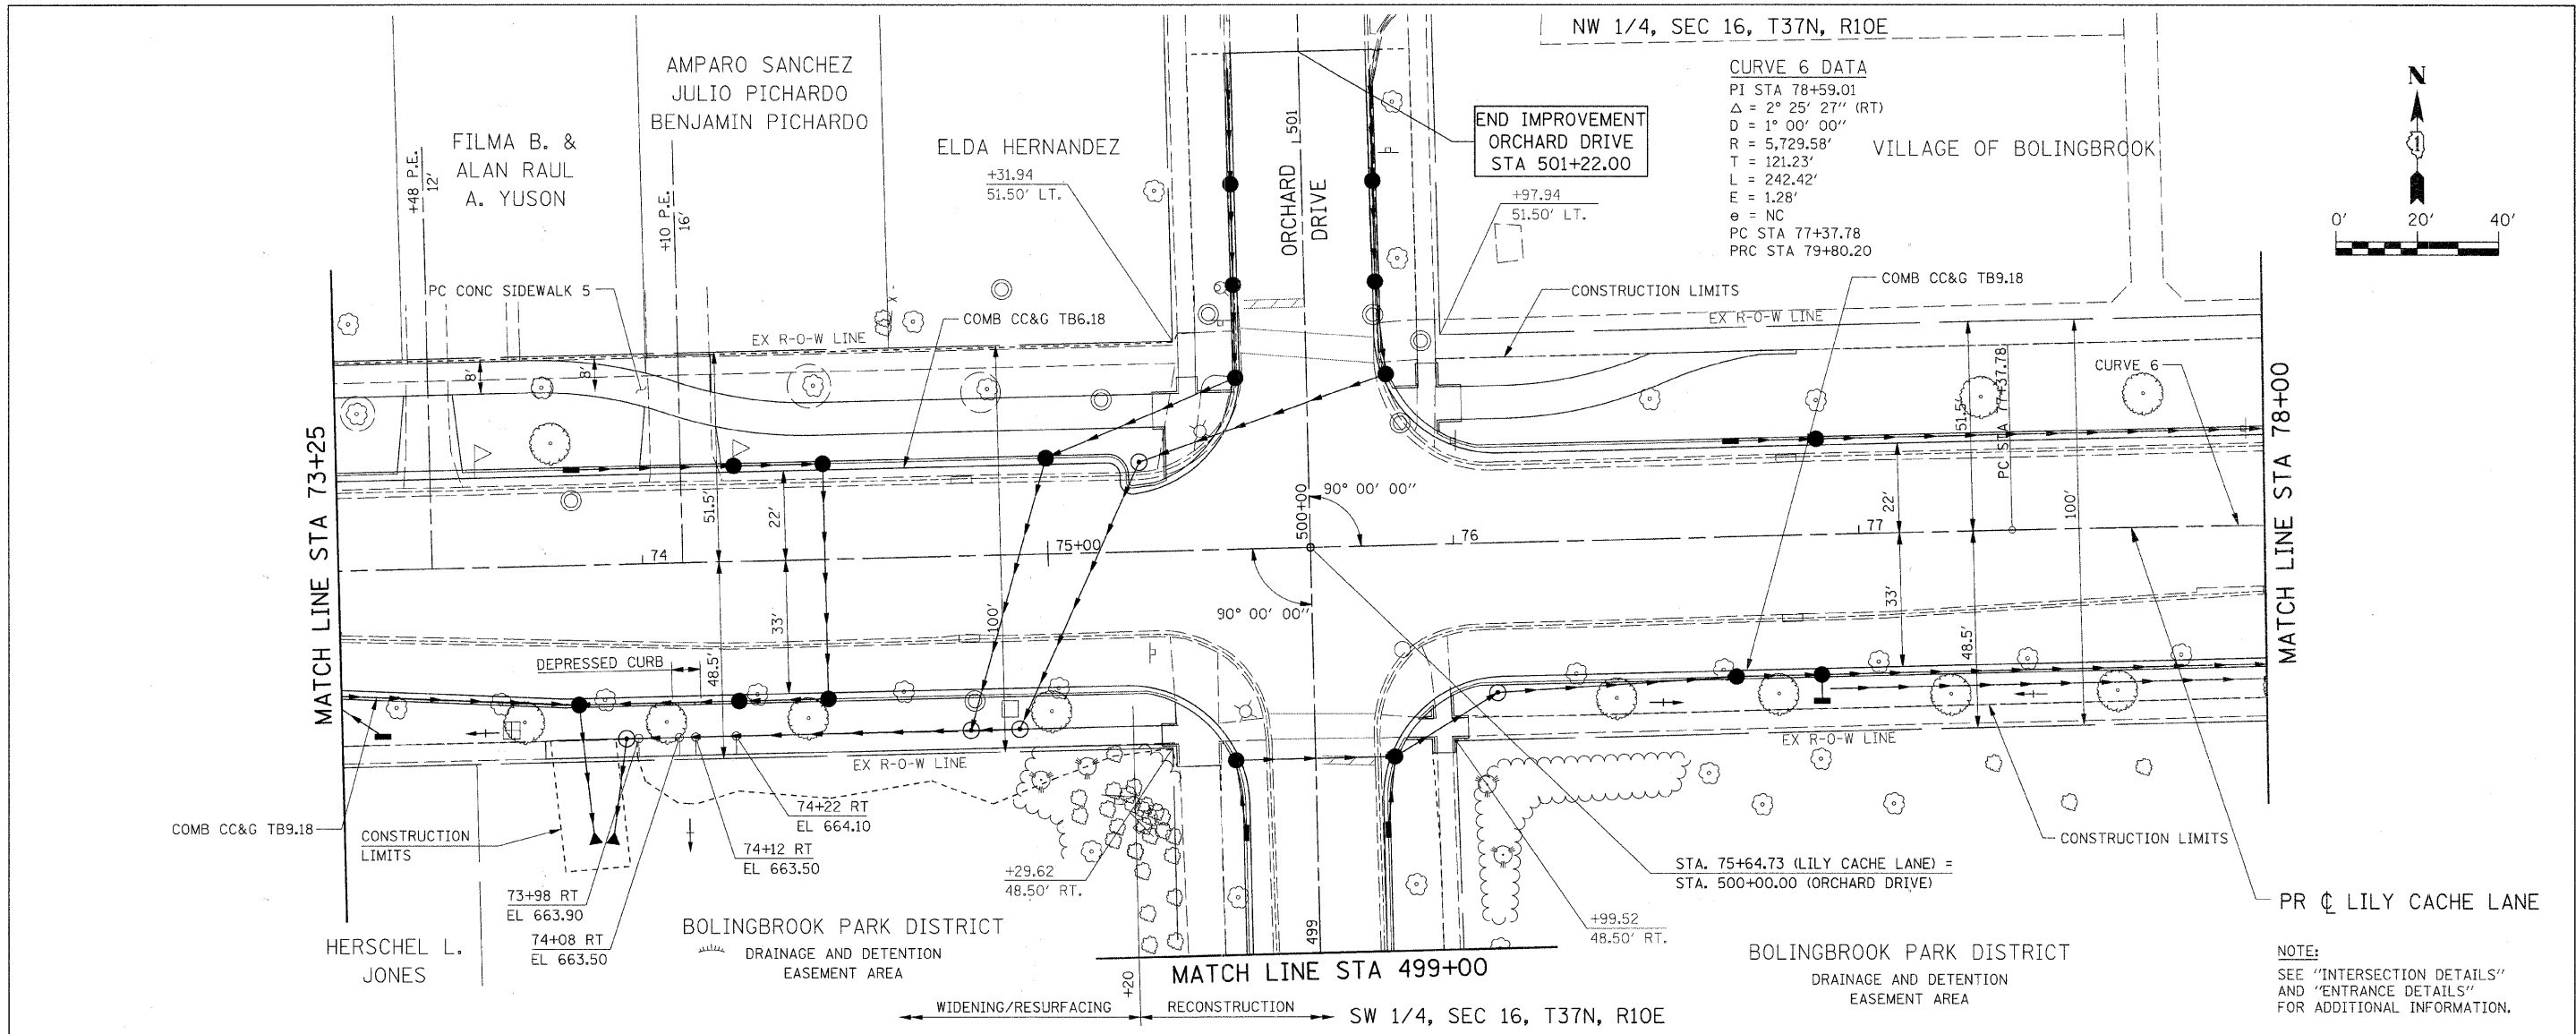 NW 1/4, SEC 16, T37N, R10E
AMPARO SANCHEZ
JULIO PICHARDO
BENJAMIN PICHARDO
FILMA B. &
ALAN RAUL
A. YUSON
+48 P.E.
12'
+10 P.E.
16'
ELDA HERNANDEZ
+31.94
51.50' LT.
501
ORCHARD
DRIVE
END IMPROVEMENT
ORCHARD DRIVE
STA 501+22.00
+97.94
51.50' LT.
CURVE 6 DATA
PI STA 78+59.01
Δ = 2° 25' 27" (RT)
D = 1° 00' 00"
R = 5,729.58'
T = 121.23'
L = 242.42'
E = 1.28'
e = NC
PC STA 77+37.78
PRC STA 79+80.20
VILLAGE OF BOLINGBROOK
N
0' 20' 40'
PC CONC SIDEWALK 5
X
COMB CC&G TB6.18
EX R-O-W LINE
CONSTRUCTION LIMITS
COMB CC&G TB9.18
EX R-O-W LINE
CURVE 6
8'
8'
MATCH LINE STA 73+25
MATCH LINE STA 78+00
51.5'
22'
74
75+00
500+00
90° 00' 00"
76
77
51.5'
PC STA 77+37.78
22'
100'
90° 00' 00"
33'
48.5'
100'
33'
48.5'
DEPRESSED CURB
EX R-O-W LINE
EX R-O-W LINE
COMB CC&G TB9.18
CONSTRUCTION
LIMITS
74+22 RT
EL 664.10
74+12 RT
EL 663.50
73+98 RT
EL 663.90
74+08 RT
EL 663.50
+29.62
48.50' RT.
STA. 75+64.73 (LILY CACHE LANE) =
STA. 500+00.00 (ORCHARD DRIVE)
CONSTRUCTION LIMITS
+99.52
48.50' RT.
PR ℄ LILY CACHE LANE
HERSCHEL L.
JONES
BOLINGBROOK PARK DISTRICT
DRAINAGE AND DETENTION
EASEMENT AREA
499
MATCH LINE STA 499+00
BOLINGBROOK PARK DISTRICT
DRAINAGE AND DETENTION
EASEMENT AREA
NOTE:
SEE "INTERSECTION DETAILS"
AND "ENTRANCE DETAILS"
FOR ADDITIONAL INFORMATION.
+20
WIDENING/RESURFACING
RECONSTRUCTION
SW 1/4, SEC 16, T37N, R10E